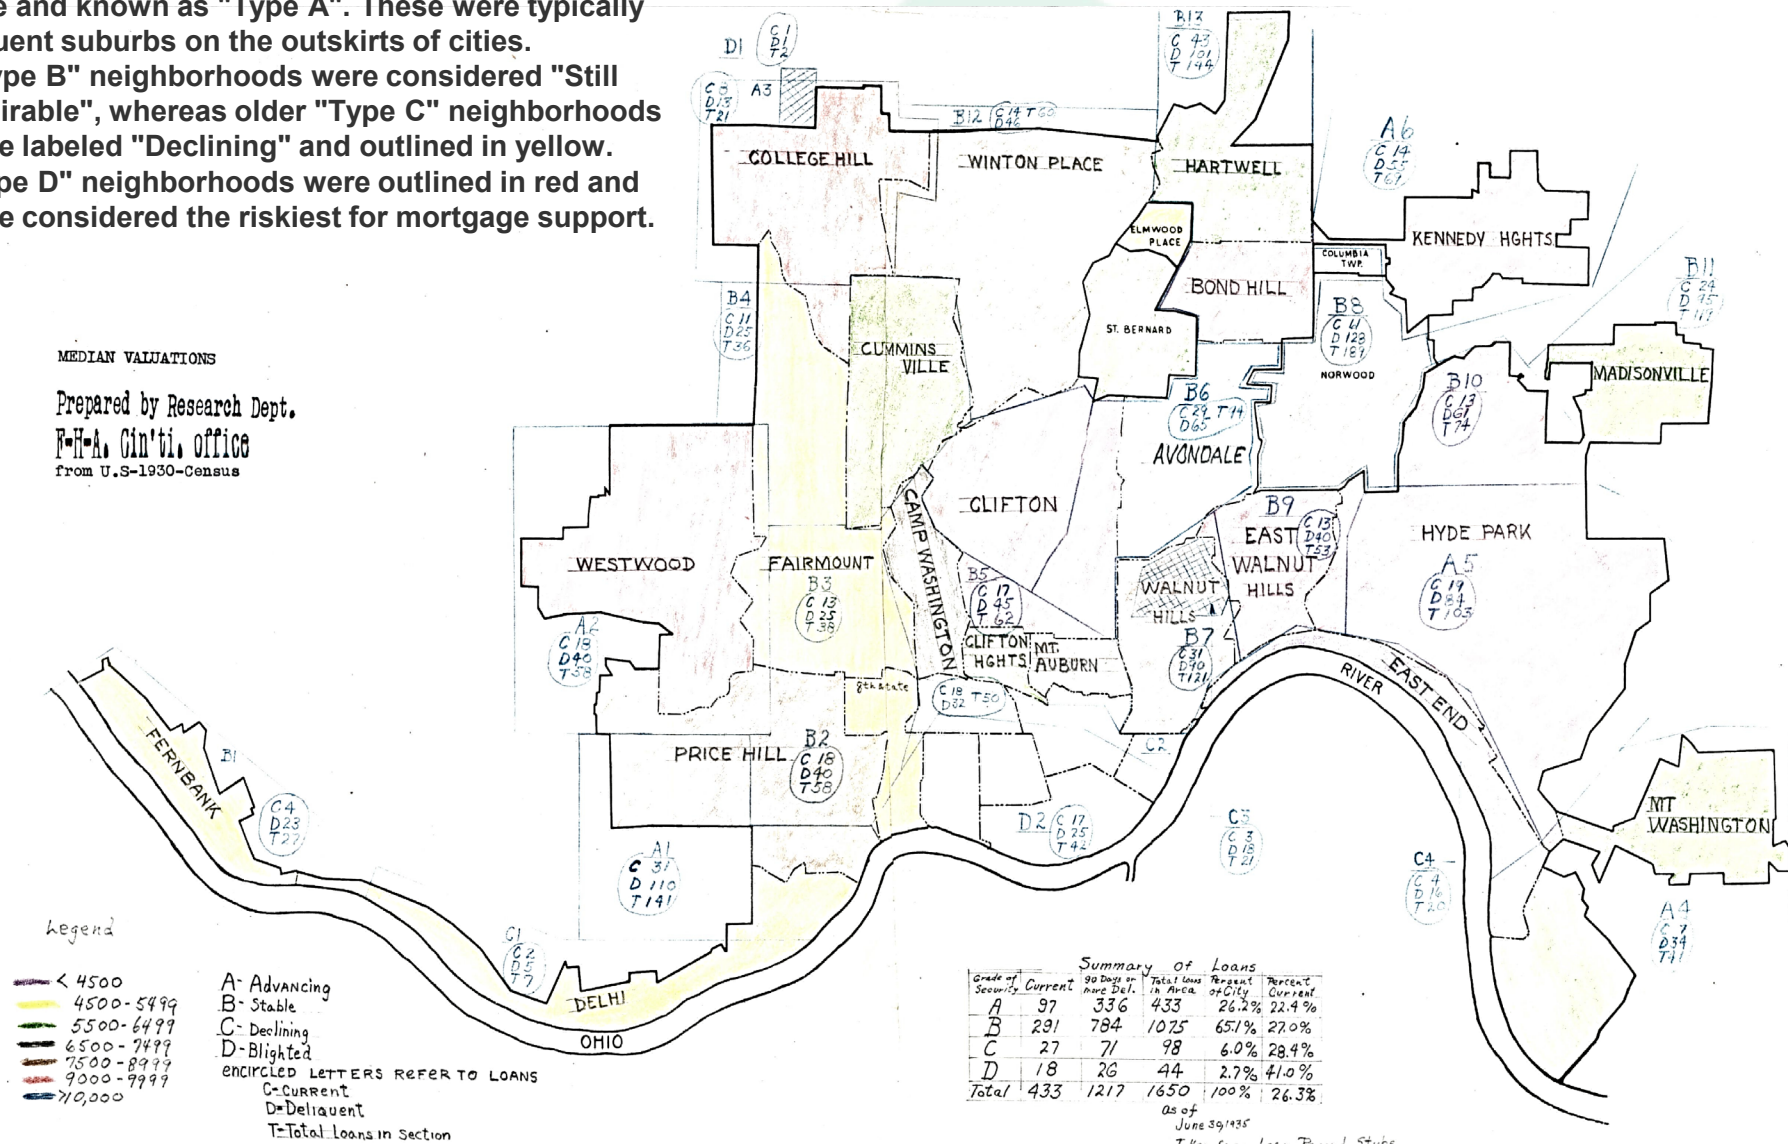 e and known as "Type A". These were typically
uent suburbs on the outskirts of cities.
ype B" neighborhoods were considered "Still
irable", whereas older "Type C" neighborhoods
e labeled "Declining" and outlined in yellow.
pe D" neighborhoods were outlined in red and
e considered the riskiest for mortgage support.
D1
C 1
D 1
T 2
B13
C 43
D 101
T 144
C 8
D 13
T 21
A3
B12
C 14 T 60
D 46
A6
C 14
D 55
T 69
COLLEGE HILL
WINTON PLACE
HARTWELL
ELMWOOD
PLACE
KENNEDY HGHTS.
COLUMBIA
TWP.
BOND HILL
B11
C 24
D 95
T 119
B4
C 11
D 25
T 36
ST. BERNARD
B8
C 61
D 128
T 189
NORWOOD
CUMMINS
VILLE
MADISONVILLE
B10
C 13
D 61
T 74
B6
C 29 T 94
D 65
AVONDALE
MEDIAN VALUATIONS
Prepared by Research Dept.
F-H-A. Cin'ti. office
from U.S-1930-Census
CLIFTON
CAMP WASHINGTON
B9
EAST
WALNUT
HILLS
C 13
D 40
T 53
HYDE PARK
A5
C 19
D 84
T 103
WESTWOOD
FAIRMOUNT
B3
C 13
D 25
T 38
B5
C 17
D 45
T 62
WALNUT
HILLS
B7
C 31
D 90
T 121
A2
C 18
D 40
T 58
CLIFTON
HGHTS.
MT.
AUBURN
8th & state
C 18
D 32 T 50
RIVER
EAST END
FERNBANK
B1
C 4
D 23
T 27
PRICE HILL
B2
C 18
D 40
T 58
C2
D2
C 17
D 25
T 42
C3
C 3
D 18
T 21
MT
WASHINGTON
A1
C 31
D 110
T 141
C4
C 4
D 16
T 20
A4
C 7
D 34
T 41
C1
C 2
D 5
T 7
DELHI
OHIO
Legend
< 4500
4500-5499
5500-6499
6500-7499
7500-8999
9000-9999
>10,000
A- Advancing
B- Stable
C- Declining
D- Blighted
ENCIRCLED LETTERS REFER TO LOANS
C-CURRENT
D=Deliquent
T=Total Loans in Section
Summary of Loans
Grade of Security Current 90 Days or more Del. Total Loans in Area Percent of City Percent Current
A 97 336 433 26.2% 22.4%
B 291 784 1075 65.1% 27.0%
C 27 71 98 6.0% 28.4%
D 18 26 44 2.7% 41.0%
Total 433 1217 1650 100% 26.3%
as of
June 30, 1935